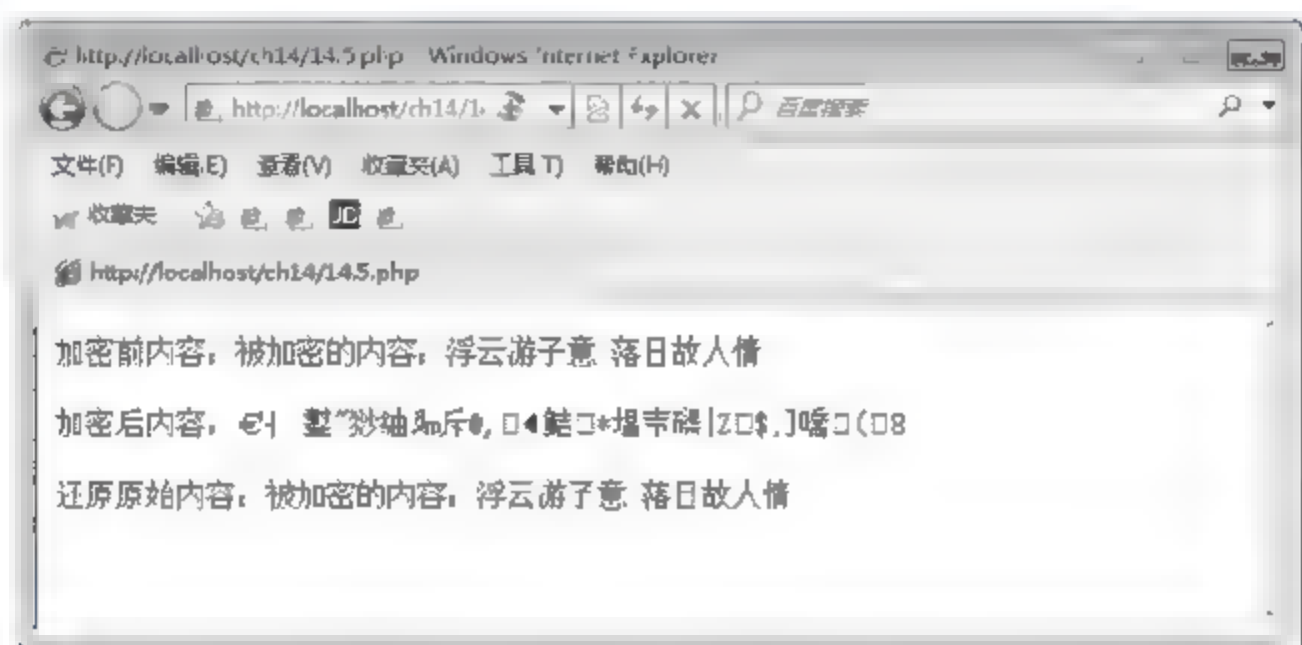 http://localhost/ch14/14.5.php Windows Internet Explorer
http://localhost/ch14/1 百度搜索
文件(F) 编辑(E) 查看(V) 收藏夹(A) 工具(T) 帮助(H)
收藏夹
http://localhost/ch14/14.5.php
加密前内容：被加密的内容：浮云游子意 落日故人情
加密后内容：
还原原始内容：被加密的内容：浮云游子意 落日故人情